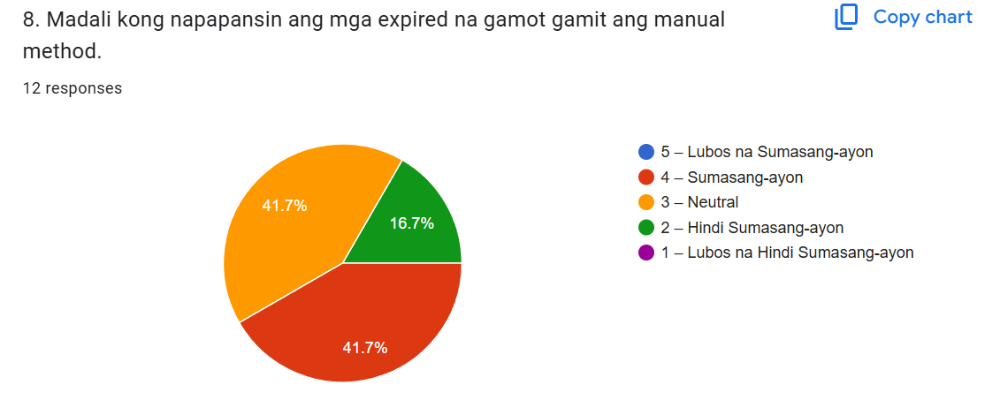 8. Madali kong napapansin ang mga expired na gamot gamit ang manual
method.
Copy chart
12 responses
41.7%
16.7%
41.7%
5 – Lubos na Sumasang-ayon
4 – Sumasang-ayon
3 – Neutral
2 – Hindi Sumasang-ayon
1 – Lubos na Hindi Sumasang-ayon